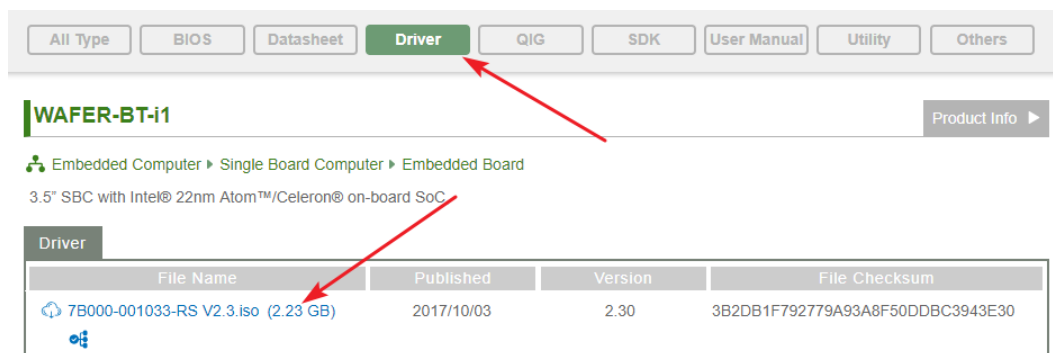 All Type BIOS Datasheet Driver QIG SDK User Manual Utility Others
WAFER-BT-i1
Product Info
Embedded Computer Single Board Computer Embedded Board
3.5" SBC with Intel® 22nm Atom™/Celeron® on-board SoC
Driver
File Name Published Version File Checksum
7B000-001033-RS V2.3.iso (2.23 GB) 2017/10/03 2.30 3B2DB1F792779A93A8F50DDBC3943E30